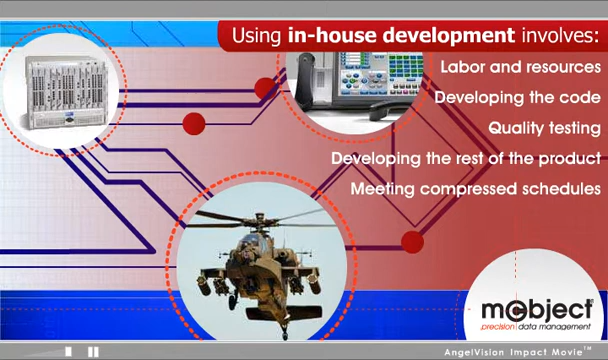 Using in-house development involves:
Labor and resources
Developing the code
Quality testing
Developing the rest of the product
Meeting compressed schedules
mcobject
precision data management
AngelVision Impact Movie™